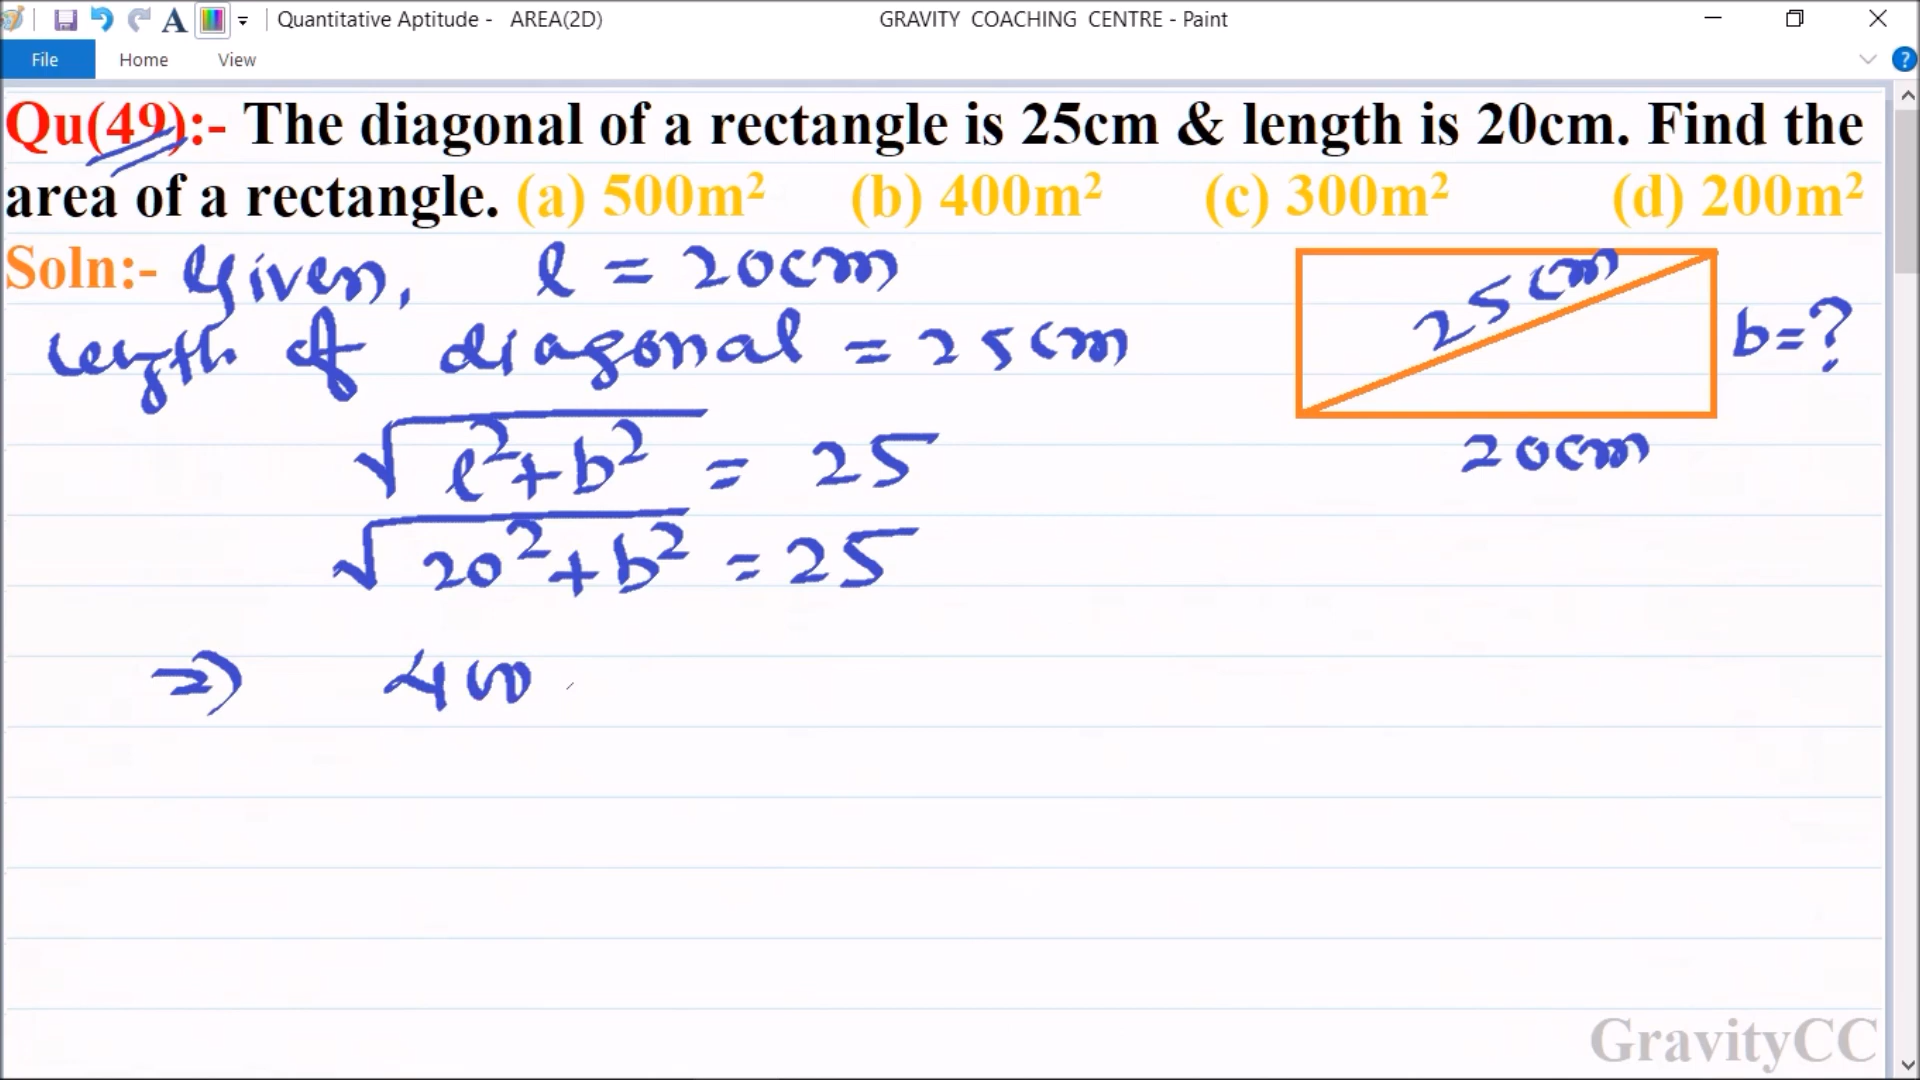 Quantitative Aptitude - AREA(2D) GRAVITY COACHING CENTRE - Paint
File Home View
Qu(49):- The diagonal of a rectangle is 25cm & length is 20cm. Find the
area of a rectangle. (a) 500m² (b) 400m² (c) 300m² (d) 200m²
Soln:- Given, l = 20cm
length of diagonal = 25cm
25cm
b=?
20cm
√(l²+b²) = 25
√(20²+b²) = 25
⇒ 400
GravityCC